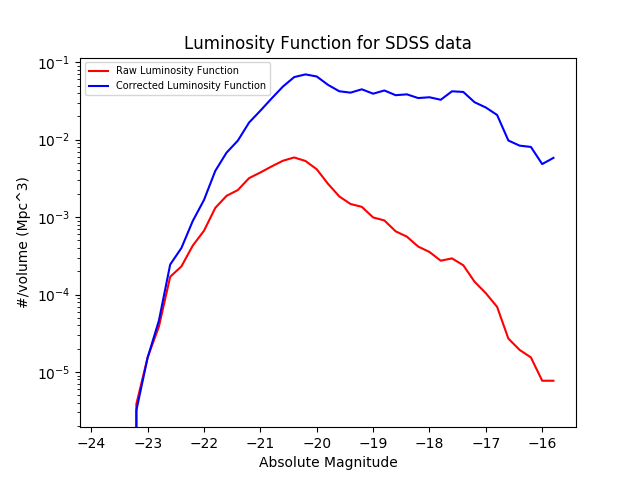 Luminosity Function for SDSS data
Raw Luminosity Function
Corrected Luminosity Function
#/volume (Mpc^3)
10⁻¹
10⁻²
10⁻³
10⁻⁴
10⁻⁵
−24 −23 −22 −21 −20 −19 −18 −17 −16
Absolute Magnitude